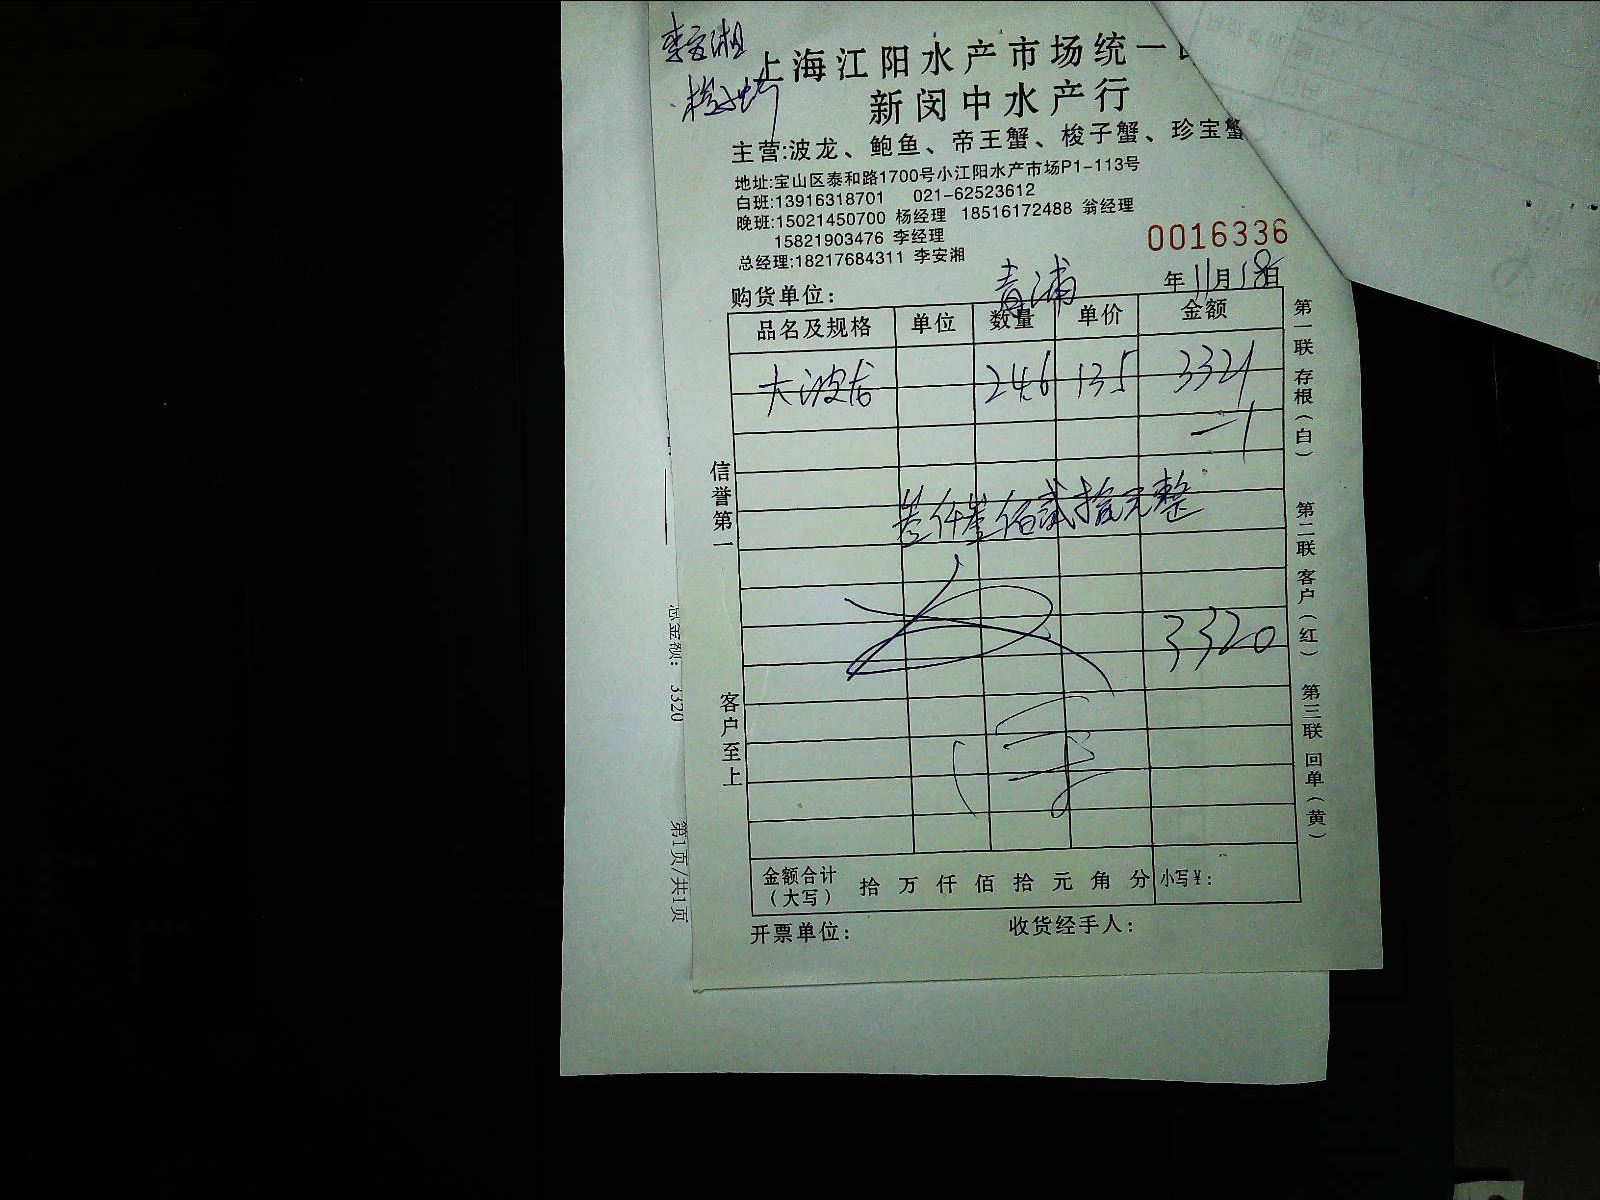 李安湘
上海江阳水产市场统一
新闵中水产行
主营:波龙、鲍鱼、帝王蟹、梭子蟹、珍宝蟹
地址:宝山区泰和路1700号小江阳水产市场P1-113号
白班:13916318701 021-62523612
晚班:15021450700 杨经理 18516172488 翁经理
15821903476 李经理
总经理:18217684311 李安湘
0016336
购货单位: 青浦 年11月18日
品名及规格 单位 数量 单价 金额
大波龙 24.6 135 3321
-1
叁仟叁佰贰拾元整
3320
金额合计(大写) 拾 万 仟 佰 拾 元 角 分 小写¥:
开票单位: 收货经手人:
信誉第一
客户至上
第一联 存根(白)
第二联 客户(红)
第三联 回单(黄)
总金额: 3320
第1页/共1页